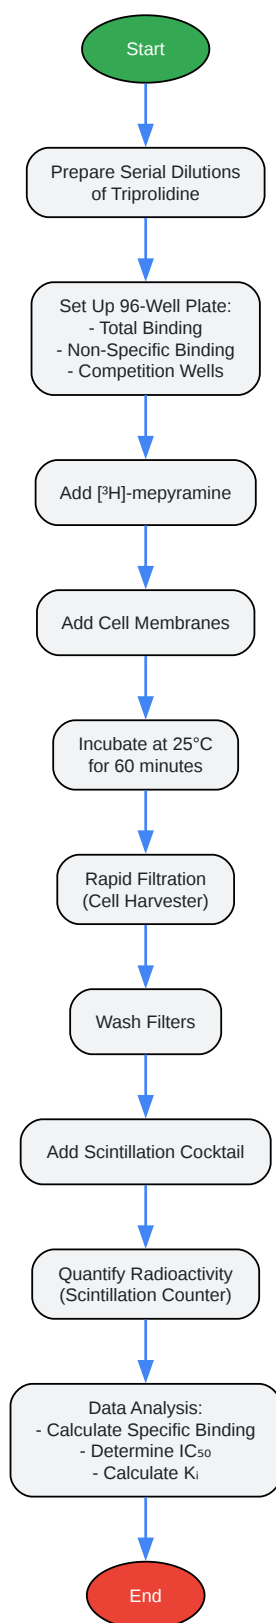 Start
Prepare Serial Dilutions
of Triprolidine
Set Up 96-Well Plate:
- Total Binding
- Non-Specific Binding
- Competition Wells
Add [³H]-mepyramine
Add Cell Membranes
Incubate at 25°C
for 60 minutes
Rapid Filtration
(Cell Harvester)
Wash Filters
Add Scintillation Cocktail
Quantify Radioactivity
(Scintillation Counter)
Data Analysis:
- Calculate Specific Binding
- Determine IC₅₀
- Calculate Kᵢ
End